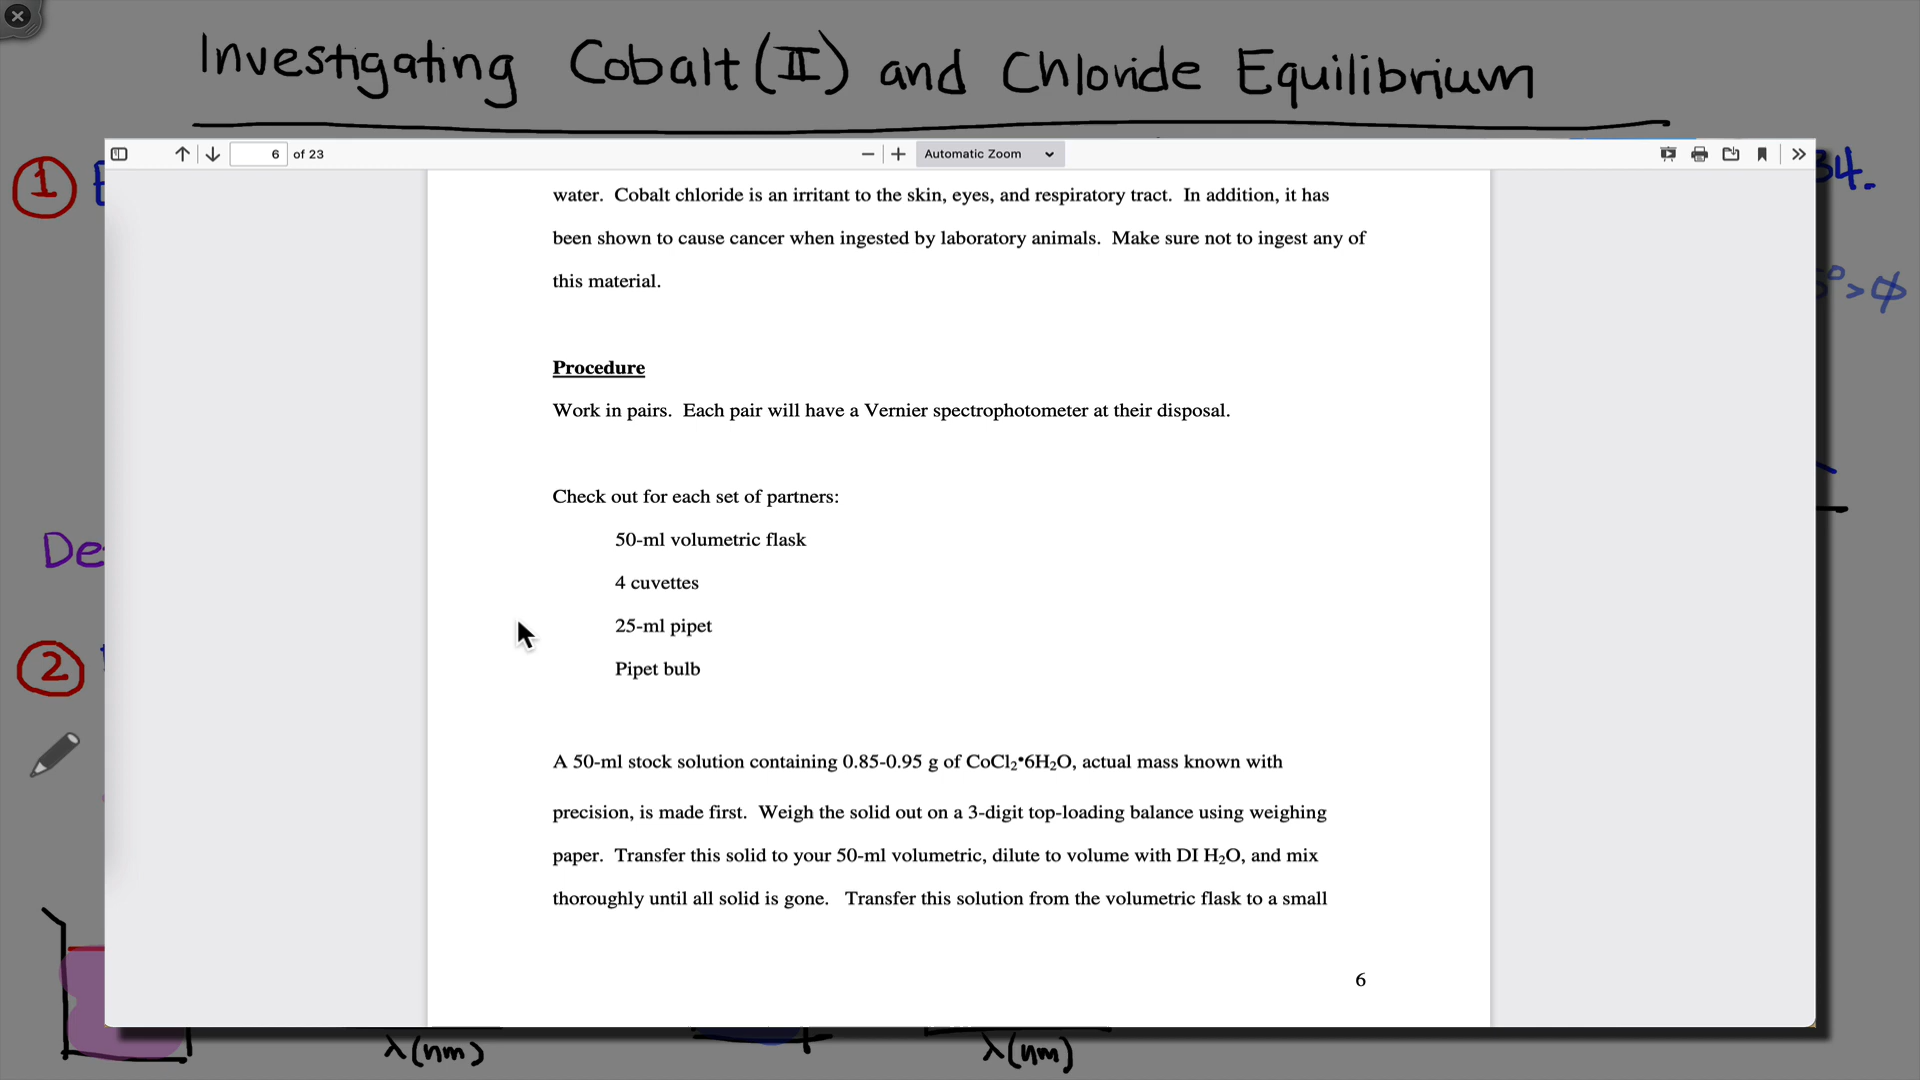 Investigating Cobalt(II) and Chloride Equilibrium
1
34.
6 of 23
Automatic Zoom
water. Cobalt chloride is an irritant to the skin, eyes, and respiratory tract. In addition, it has
been shown to cause cancer when ingested by laboratory animals. Make sure not to ingest any of
this material.
Procedure
Work in pairs. Each pair will have a Vernier spectrophotometer at their disposal.
Check out for each set of partners:
50-ml volumetric flask
4 cuvettes
25-ml pipet
Pipet bulb
De
2
A 50-ml stock solution containing 0.85-0.95 g of CoCl₂•6H₂O, actual mass known with
precision, is made first. Weigh the solid out on a 3-digit top-loading balance using weighing
paper. Transfer this solid to your 50-ml volumetric, dilute to volume with DI H₂O, and mix
thoroughly until all solid is gone. Transfer this solution from the volumetric flask to a small
6
λ(nm)
λ(nm)